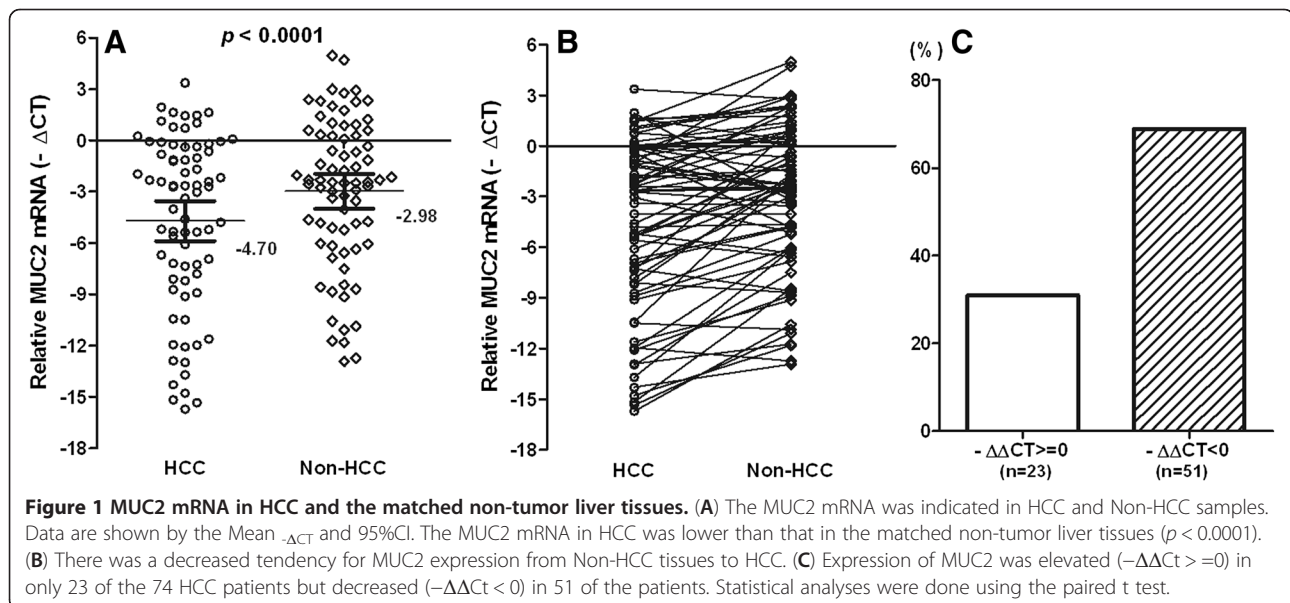 A
p < 0.0001
Relative MUC2 mRNA (- ΔCT)
6
3
0
-3
-6
-9
-12
-15
-18
-4.70
-2.98
HCC
Non-HCC
B
Relative MUC2 mRNA (- ΔCT)
6
3
0
-3
-6
-9
-12
-15
-18
HCC
Non-HCC
C
(%)
80
60
40
20
0
- ΔΔCT>=0
(n=23)
- ΔΔCT<0
(n=51)
Figure 1 MUC2 mRNA in HCC and the matched non-tumor liver tissues. (A) The MUC2 mRNA was indicated in HCC and Non-HCC samples.
Data are shown by the Mean -ΔCT and 95%CI. The MUC2 mRNA in HCC was lower than that in the matched non-tumor liver tissues (p < 0.0001).
(B) There was a decreased tendency for MUC2 expression from Non-HCC tissues to HCC. (C) Expression of MUC2 was elevated (−ΔΔCt > =0) in
only 23 of the 74 HCC patients but decreased (−ΔΔCt < 0) in 51 of the patients. Statistical analyses were done using the paired t test.